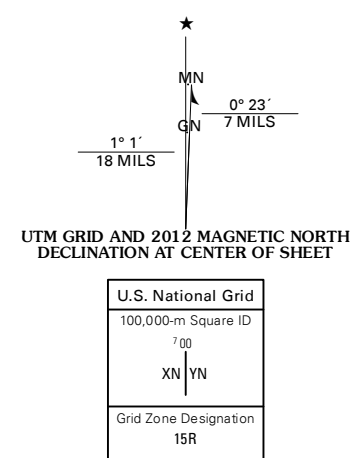 ★
MN
0° 23´
7 MILS
GN
1° 1´
18 MILS
UTM GRID AND 2012 MAGNETIC NORTH
DECLINATION AT CENTER OF SHEET
U.S. National Grid
100,000-m Square ID
7 00
XN YN
Grid Zone Designation
15R